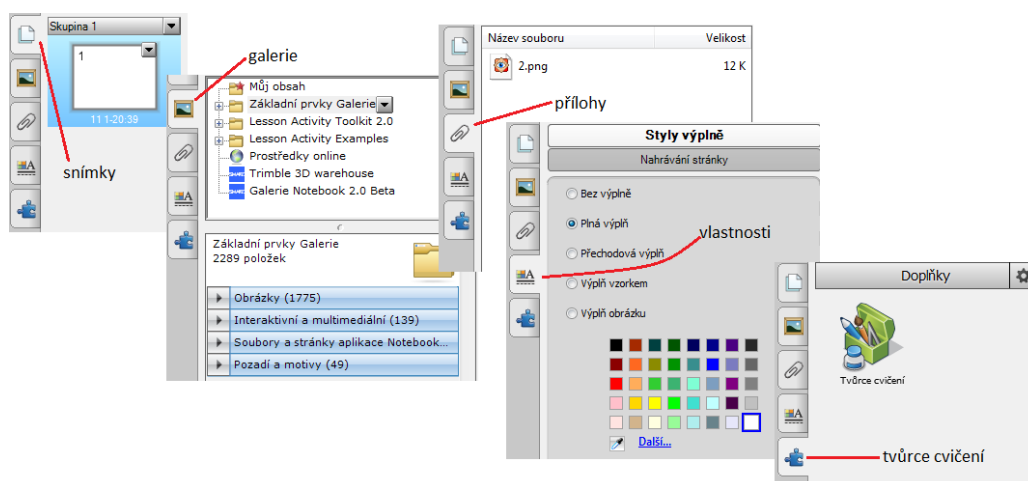 Skupina 1
1
11 1-20:39
snímky
galerie
Můj obsah
Základní prvky Galerie
Lesson Activity Toolkit 2.0
Lesson Activity Examples
Prostředky online
Trimble 3D warehouse
Galerie Notebook 2.0 Beta
Základní prvky Galerie
2289 položek
Obrázky (1775)
Interaktivní a multimediální (139)
Soubory a stránky aplikace Notebook...
Pozadí a motivy (49)
Název souboru Velikost
2.png 12 K
přílohy
Styly výplně
Nahrávání stránky
Bez výplně
Plná výplň
Přechodová výplň
Výplň vzorkem
Výplň obrázku
Další...
vlastnosti
Doplňky
Tvůrce cvičení
tvůrce cvičení